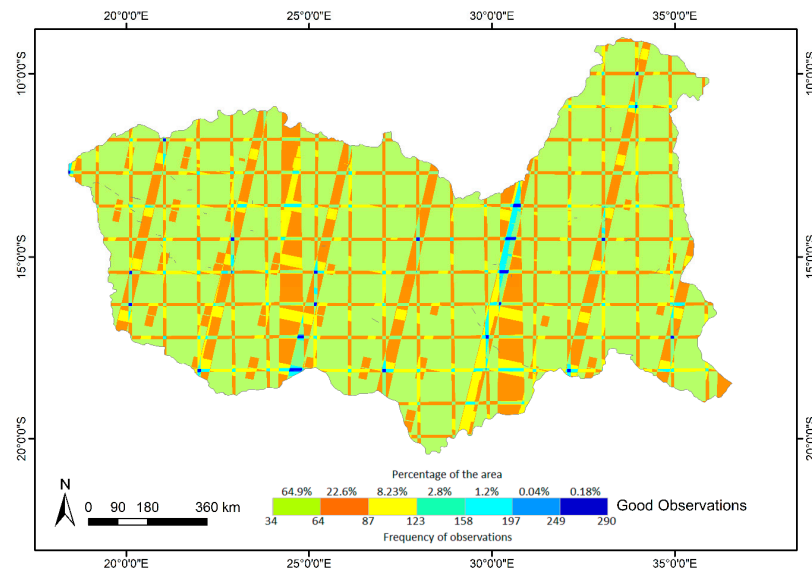 20°0'0"E 25°0'0"E 30°0'0"E 35°0'0"E
10°0'0"S 10°0'0"S
15°0'0"S 15°0'0"S
20°0'0"S 20°0'0"S
Percentage of the area
64.9% 22.6% 8.23% 2.8% 1.2% 0.04% 0.18%
Good Observations
34 64 87 123 158 197 249 290
Frequency of observations
N
0 90 180 360 km
20°0'0"E 25°0'0"E 30°0'0"E 35°0'0"E